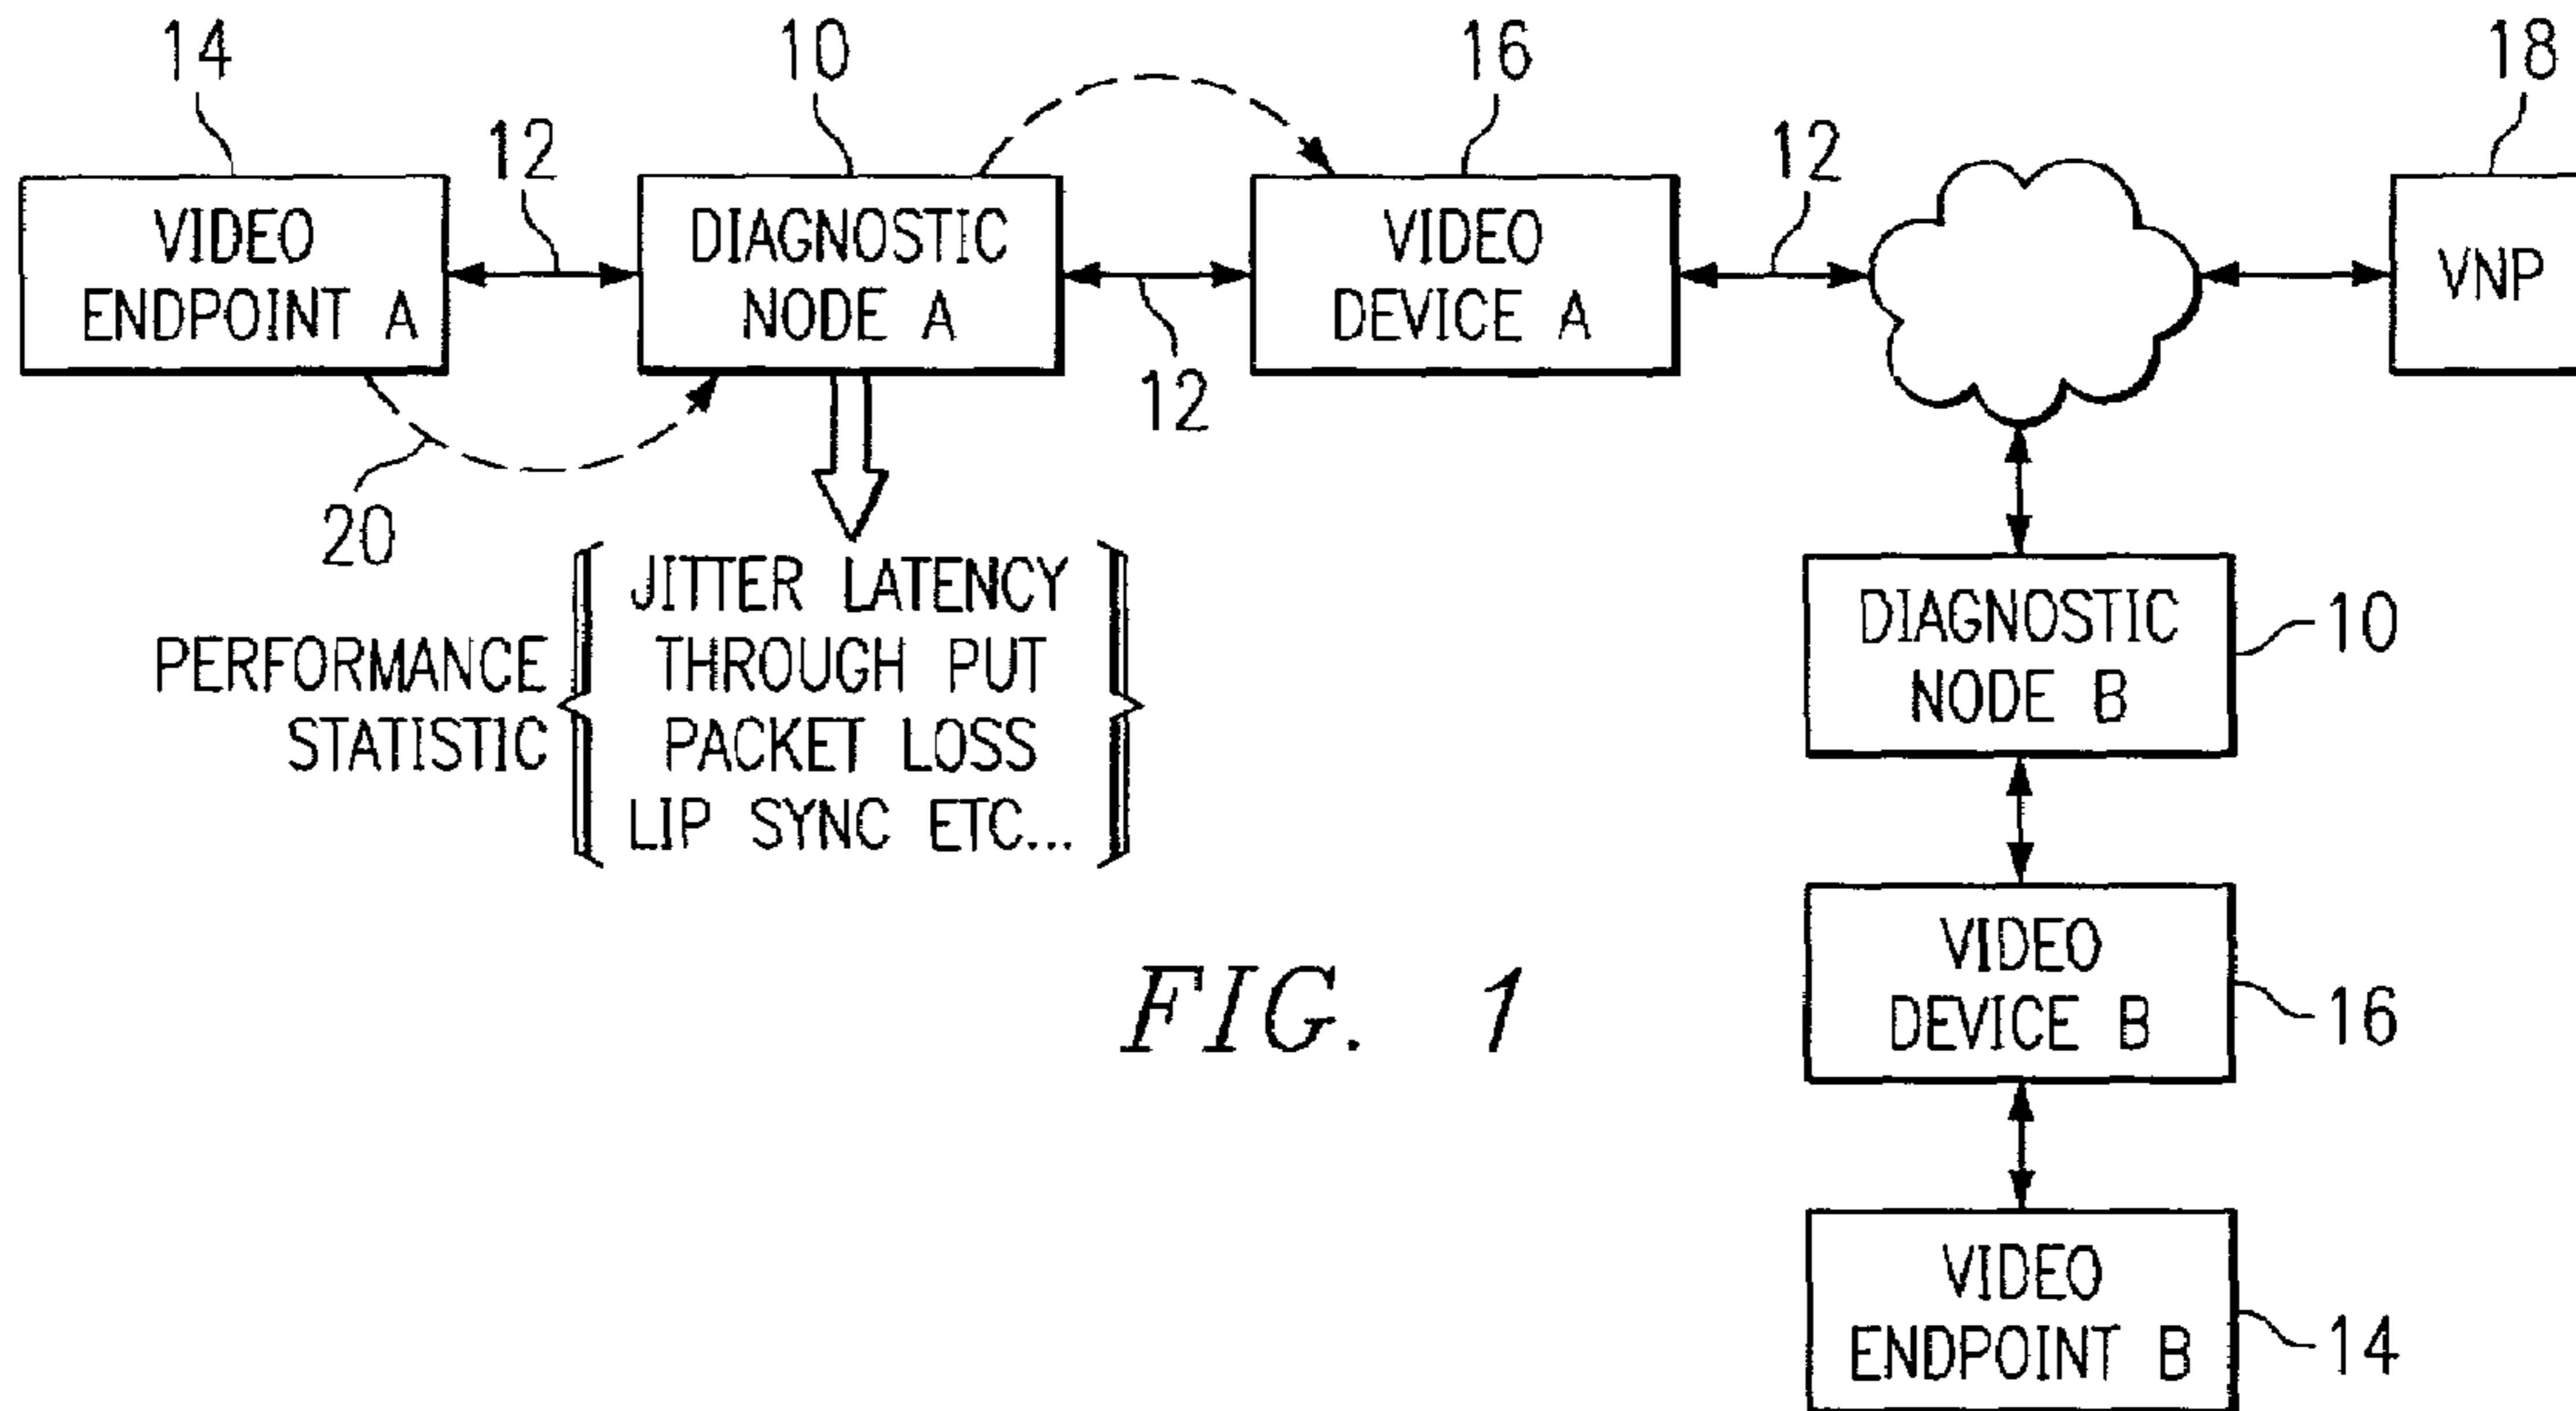 14
10
16
18
12
12
VIDEO
ENDPOINT A
DIAGNOSTIC
NODE A
VIDEO
DEVICE A
VNP
12
20
PERFORMANCE
STATISTIC
JITTER LATENCY
THROUGH PUT
PACKET LOSS
LIP SYNC ETC...
DIAGNOSTIC
NODE B
10
VIDEO
DEVICE B
16
VIDEO
ENDPOINT B
14
FIG. 1